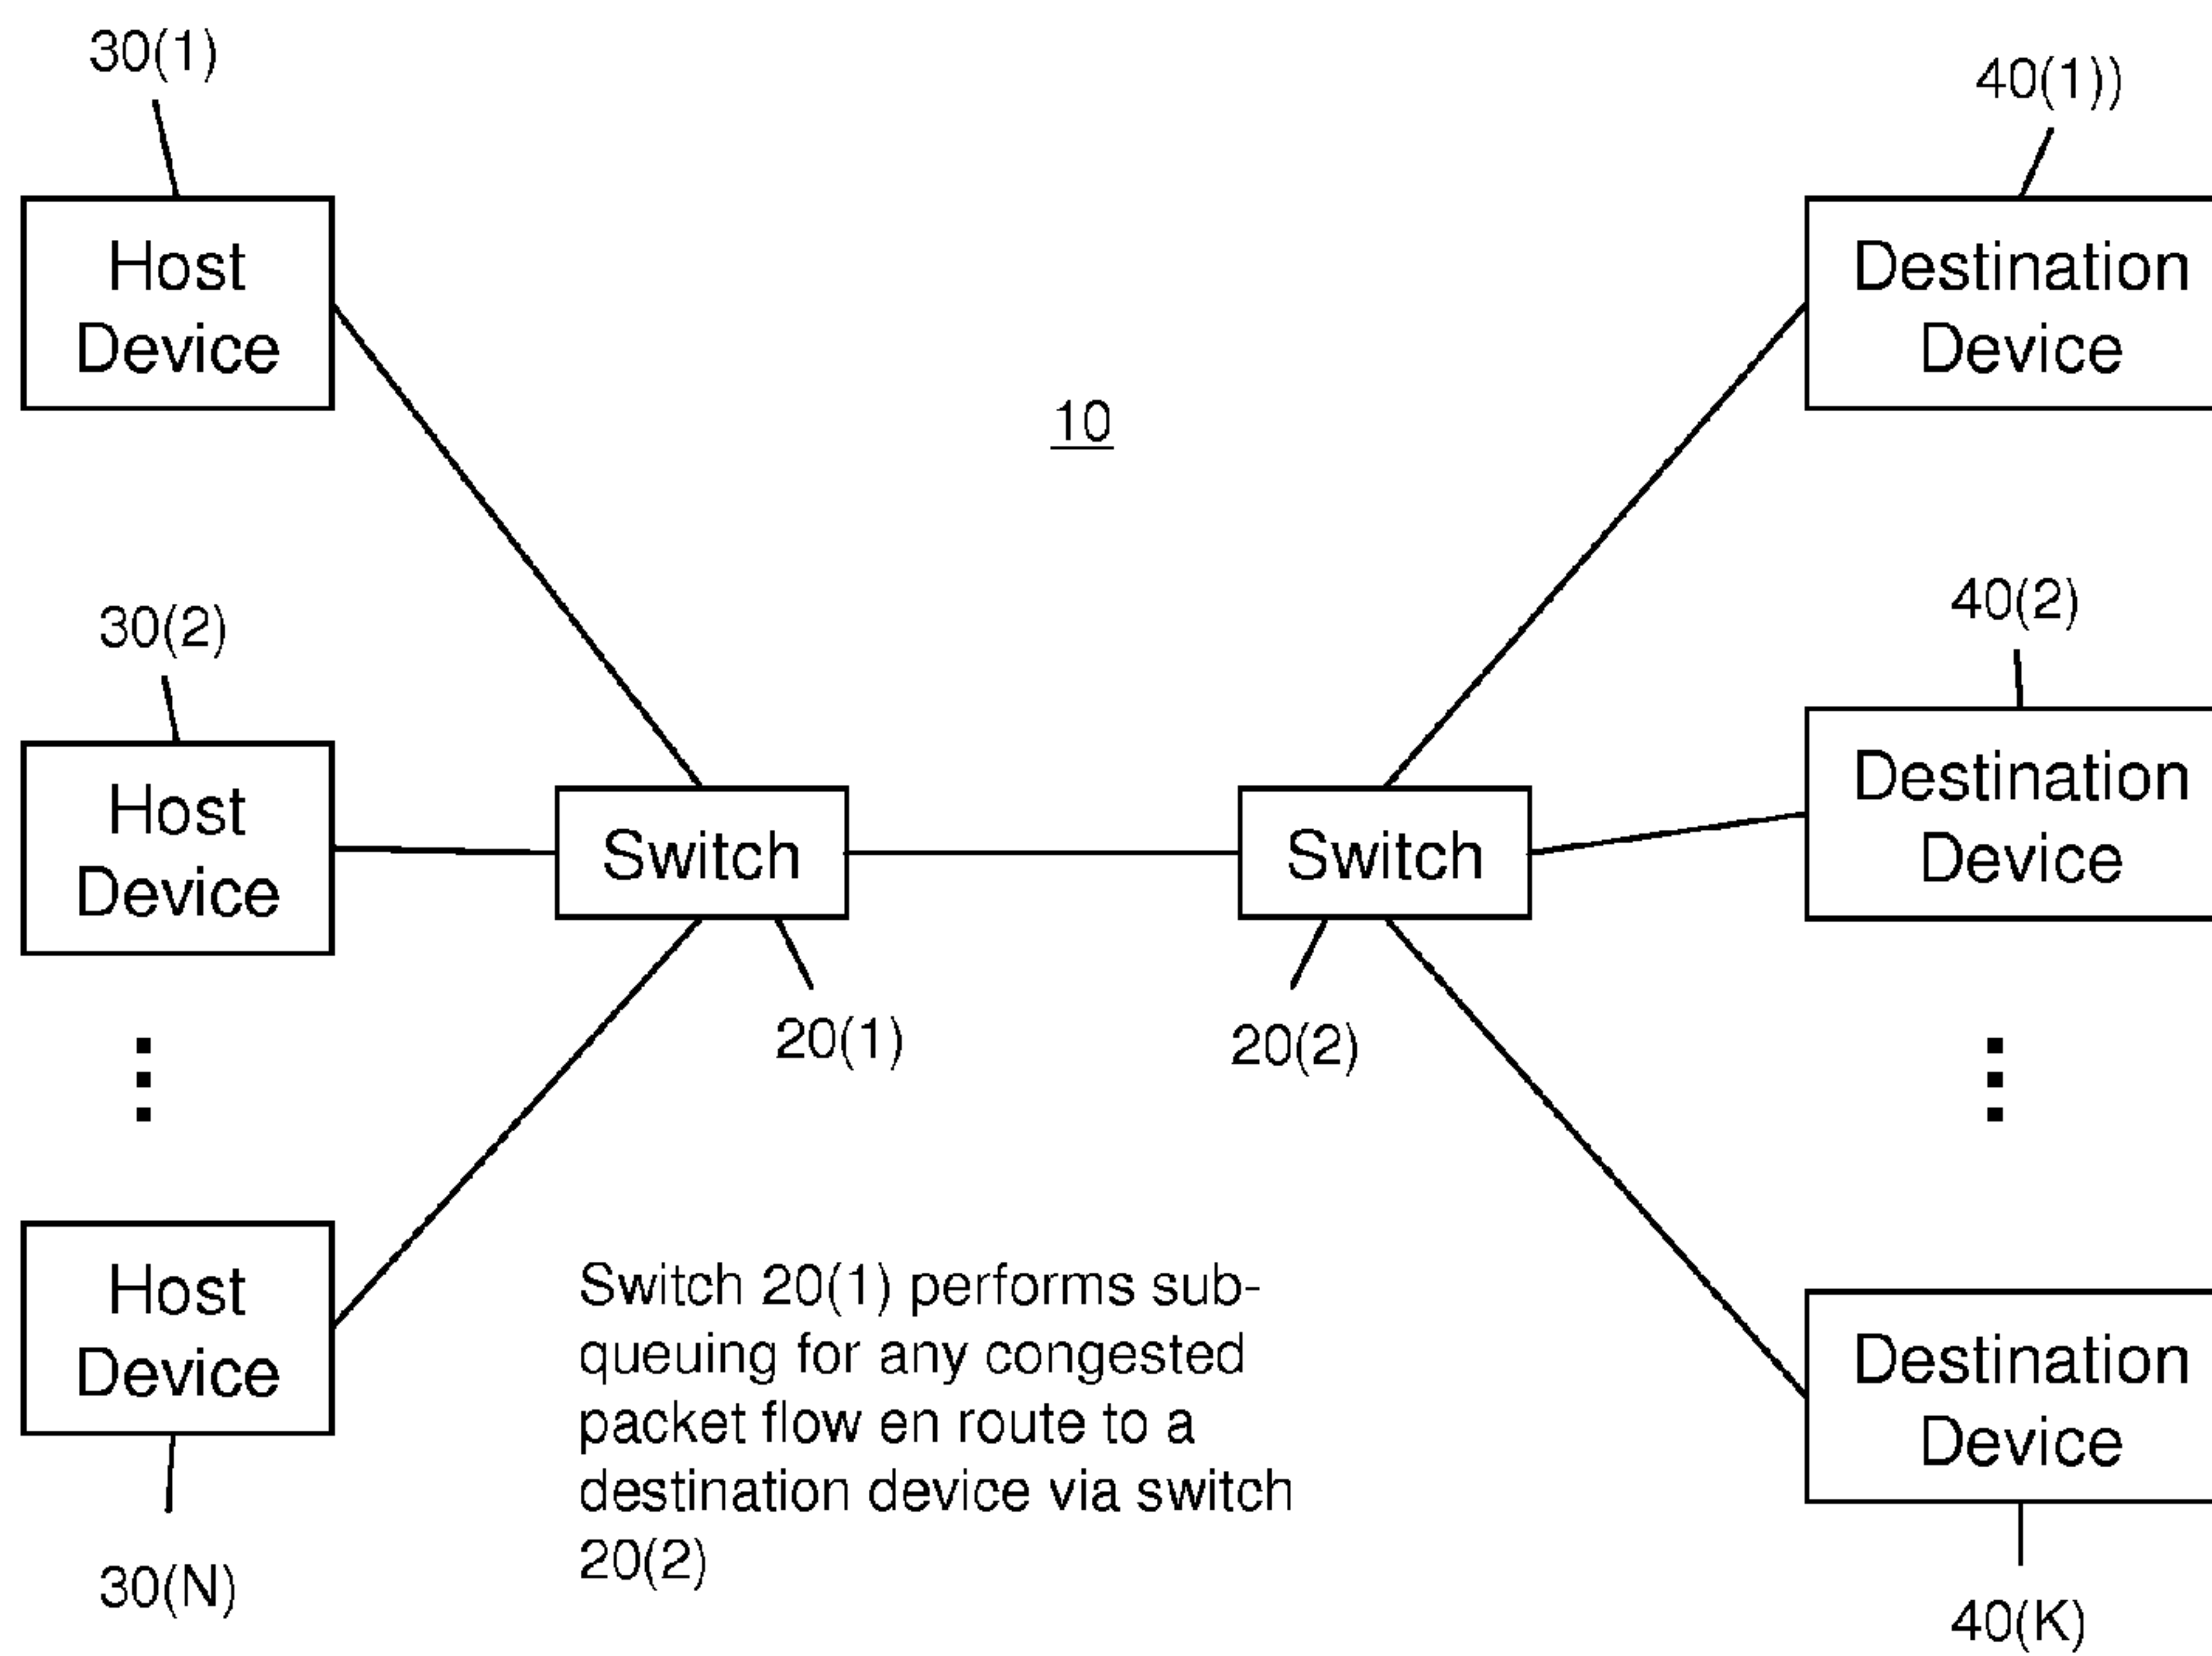 30(1)
40(1))
Host
Device
Destination
Device
10
30(2)
40(2)
Host
Device
Switch
Switch
Destination
Device
20(1)
20(2)
Host
Device
Switch 20(1) performs sub-
queuing for any congested
packet flow en route to a
destination device via switch
20(2)
Destination
Device
30(N)
40(K)